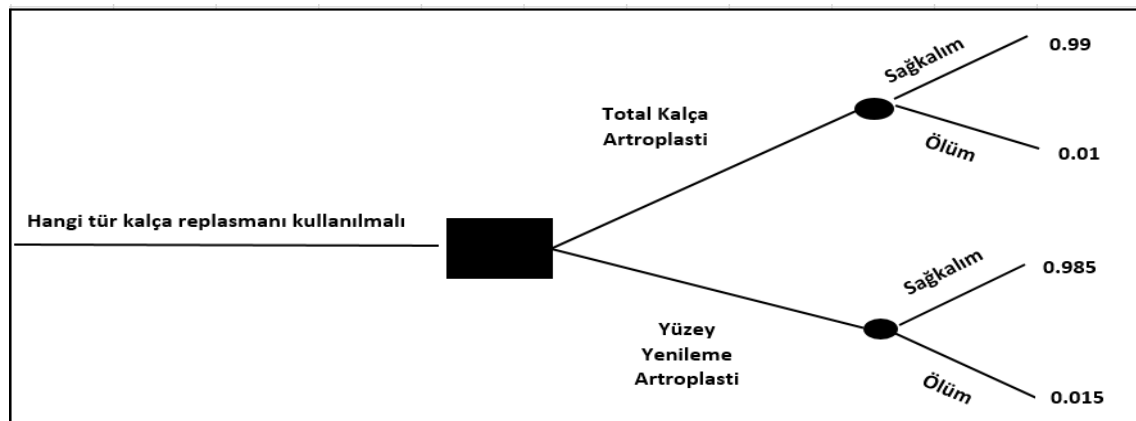 Sağkalım
0.99
Total Kalça
Artroplasti
Ölüm
0.01
Hangi tür kalça replasmanı kullanılmalı
Sağkalım
0.985
Yüzey
Yenileme
Artroplasti
Ölüm
0.015